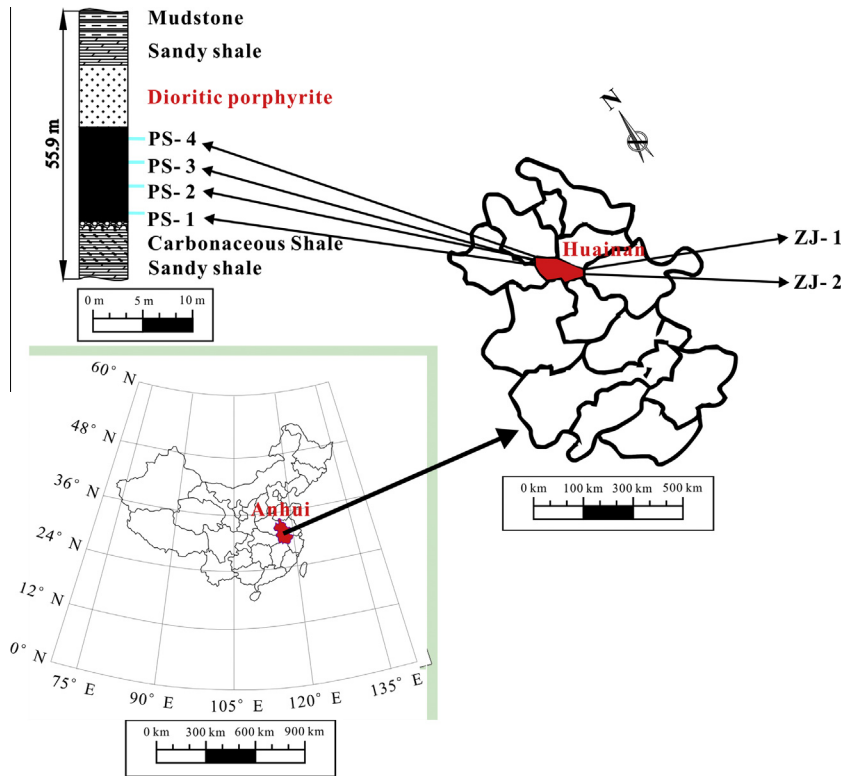 Mudstone
Sandy shale
Dioritic porphyrite
PS-4
PS-3
PS-2
PS-1
Carbonaceous Shale
Sandy shale
55.9 m
0 m 5 m 10 m
N
Huainan
ZJ-1
ZJ-2
0 km 100 km 300 km 500 km
60° N
48° N
36° N
24° N
12° N
0° N
75° E
90° E
105° E
120° E
135° E
Anhui
0 km 300 km 600 km 900 km